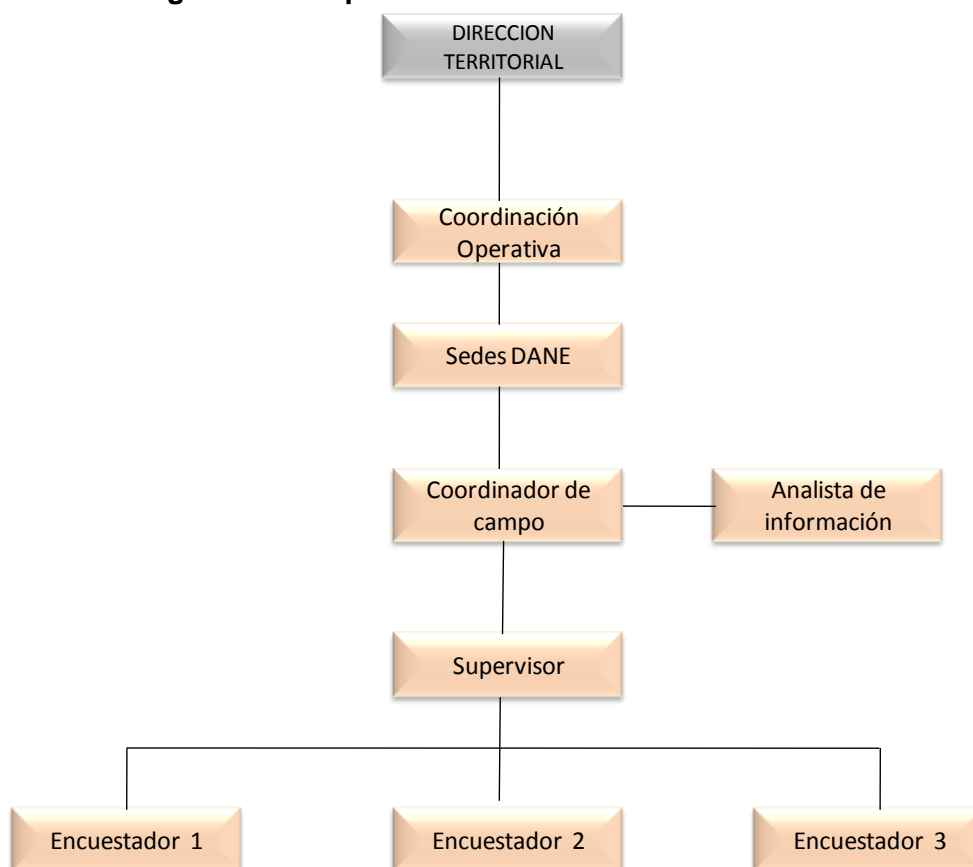 DIRECCION
TERRITORIAL
Coordinación
Operativa
Sedes DANE
Coordinador de
campo
Analista de
información
Supervisor
Encuestador 1
Encuestador 2
Encuestador 3